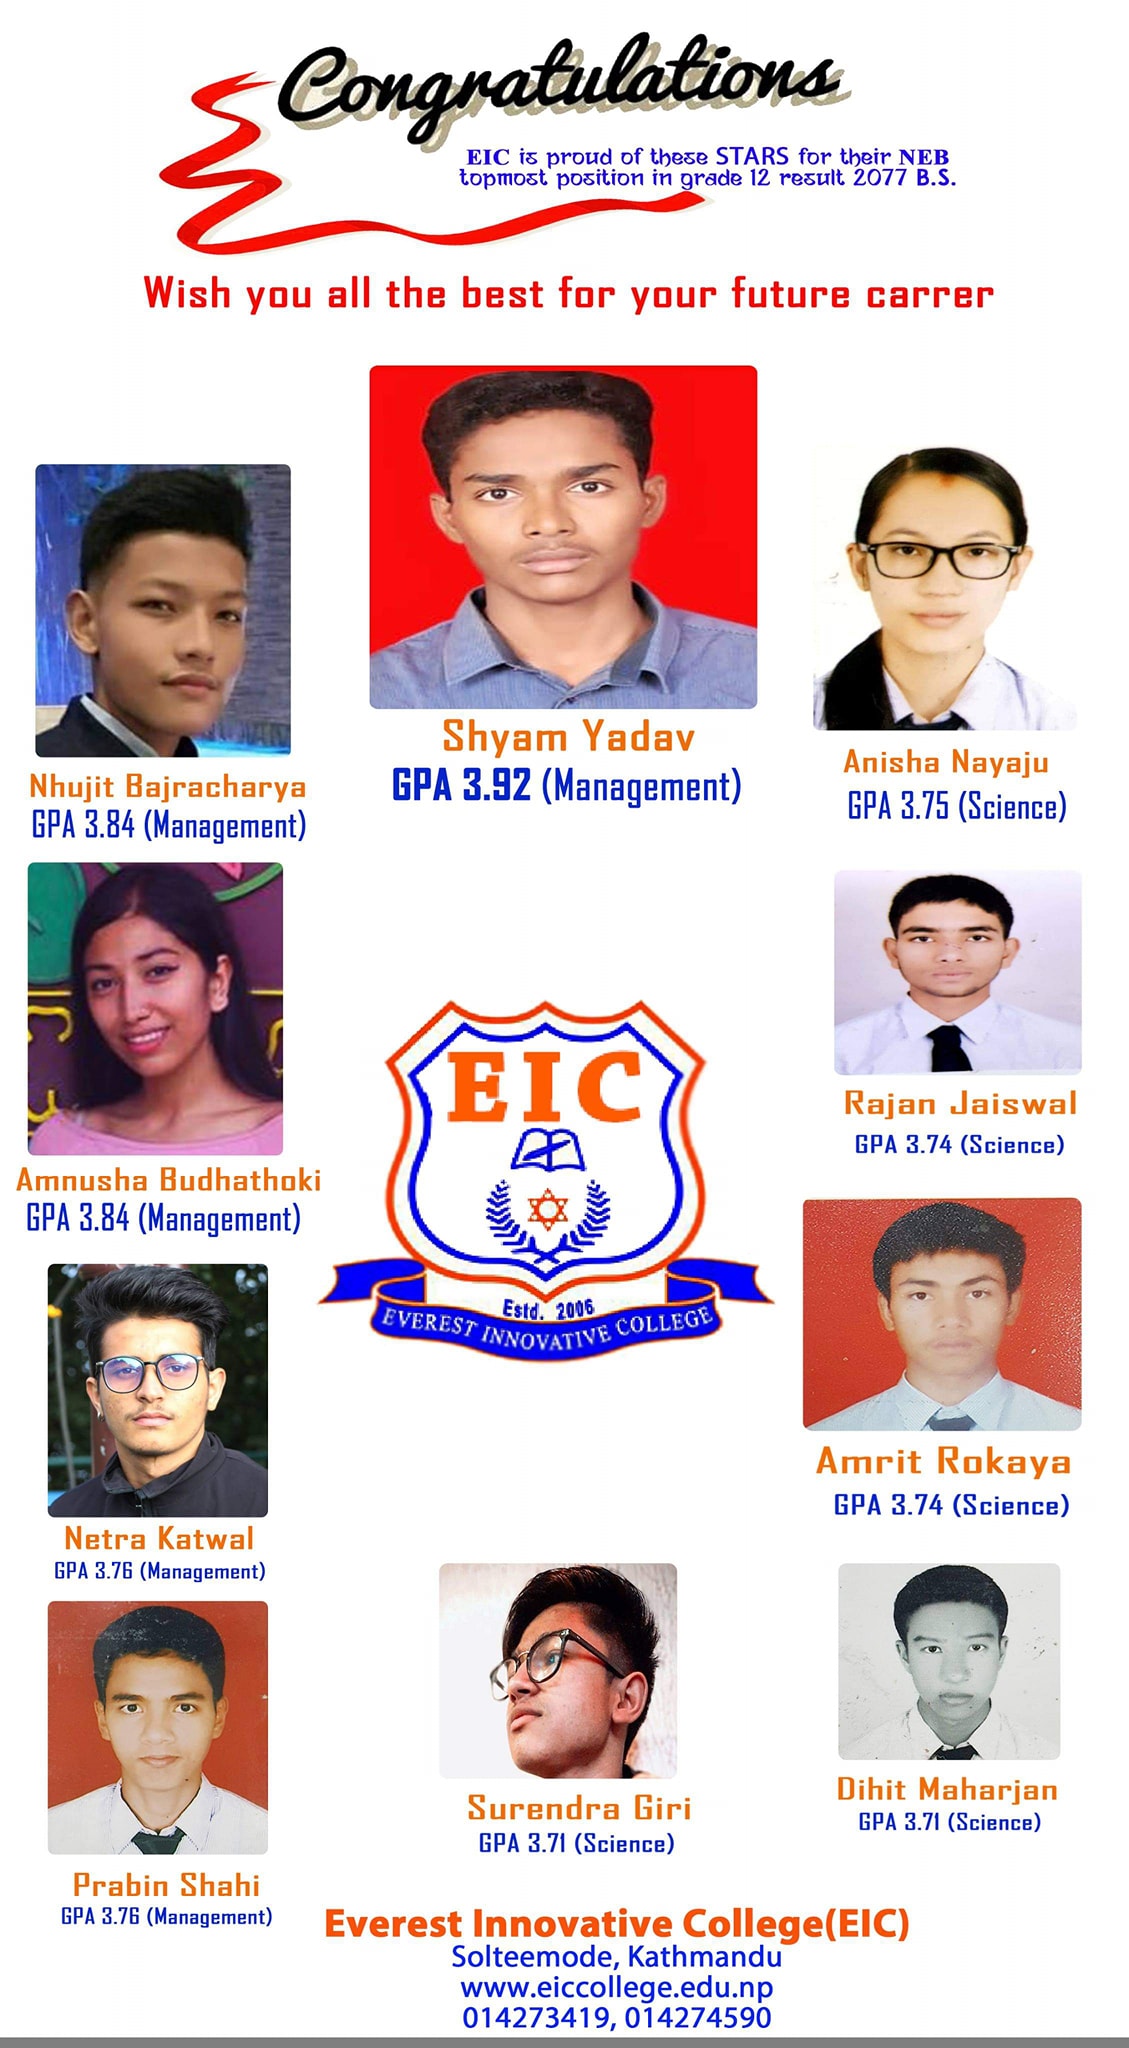 Congratulations
EIC is proud of these STARS for their NEB
topmost position in grade 12 result 2077 B.S.
Wish you all the best for your future carrer
Shyam Yadav
GPA 3.92 (Management)
Nhujit Bajracharya
GPA 3.84 (Management)
Anisha Nayaju
GPA 3.75 (Science)
Amnusha Budhathoki
GPA 3.84 (Management)
Rajan Jaiswal
GPA 3.74 (Science)
EIC
Estd. 2006
EVEREST INNOVATIVE COLLEGE
Amrit Rokaya
GPA 3.74 (Science)
Netra Katwal
GPA 3.76 (Management)
Prabin Shahi
GPA 3.76 (Management)
Surendra Giri
GPA 3.71 (Science)
Dihit Maharjan
GPA 3.71 (Science)
Everest Innovative College(EIC)
Solteemode, Kathmandu
www.eiccollege.edu.np
014273419, 014274590